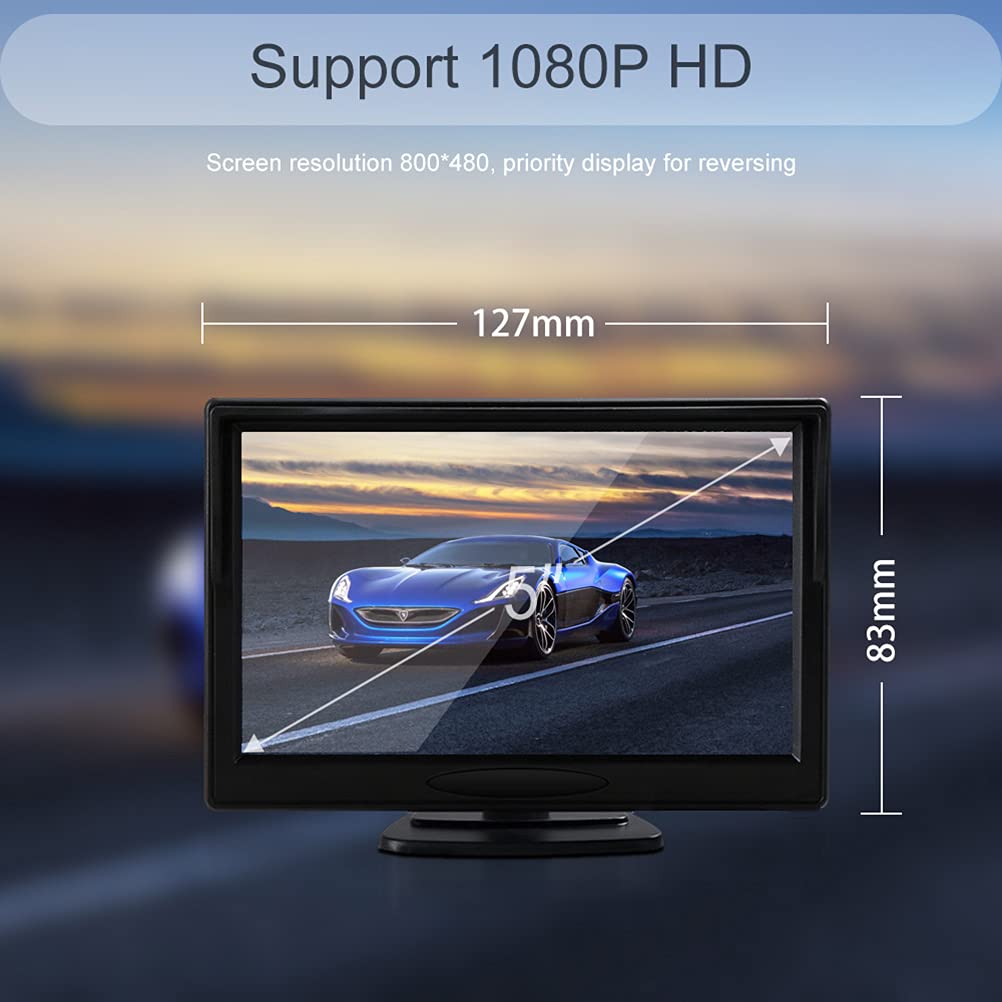 Support 1080P HD
Screen resolution 800*480, priority display for reversing
127mm
5"
83mm